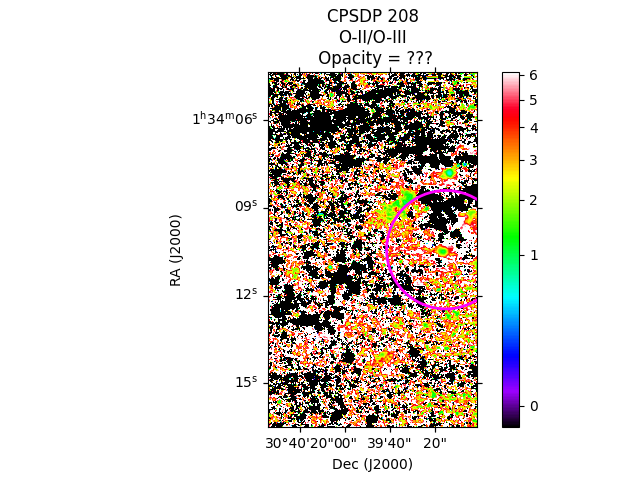 CPSDP 208
O-II/O-III
Opacity = ???
6
5
4
3
2
1
0
1h34m06s
09s
12s
15s
RA (J2000)
30°40'20" 00" 39'40" 20"
Dec (J2000)